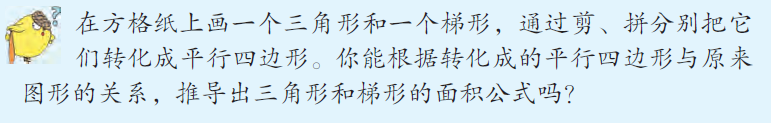 在方格纸上画一个三角形和一个梯形，通过剪、拼分别把它
们转化成平行四边形。你能根据转化成的平行四边形与原来
图形的关系，推导出三角形和梯形的面积公式吗？